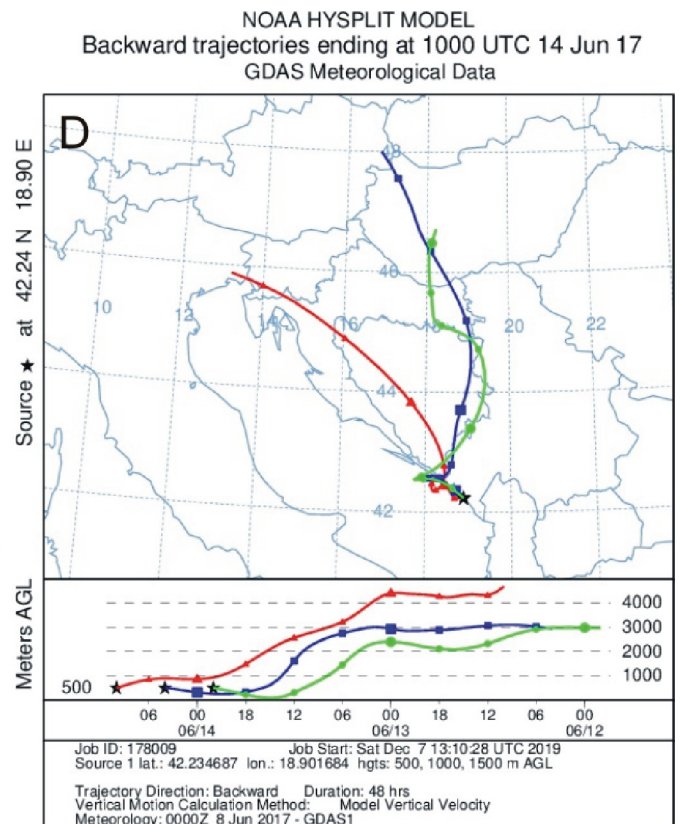 NOAA HYSPLIT MODEL
Backward trajectories ending at 1000 UTC 14 Jun 17
GDAS Meteorological Data
D
Source ★ at 42.24 N 18.90 E
48
46
10
12
14
16
20
22
44
42
Meters AGL
4000
3000
2000
1000
500
06 00 18 12 06 00 18 12 06 00
06/14 06/13 06/12
Job ID: 178009 Job Start: Sat Dec 7 13:10:28 UTC 2019
Source 1 lat.: 42.234687 lon.: 18.901684 hgts: 500, 1000, 1500 m AGL
Trajectory Direction: Backward Duration: 48 hrs
Vertical Motion Calculation Method: Model Vertical Velocity
Meteorology: 0000Z 8 Jun 2017 - GDAS1